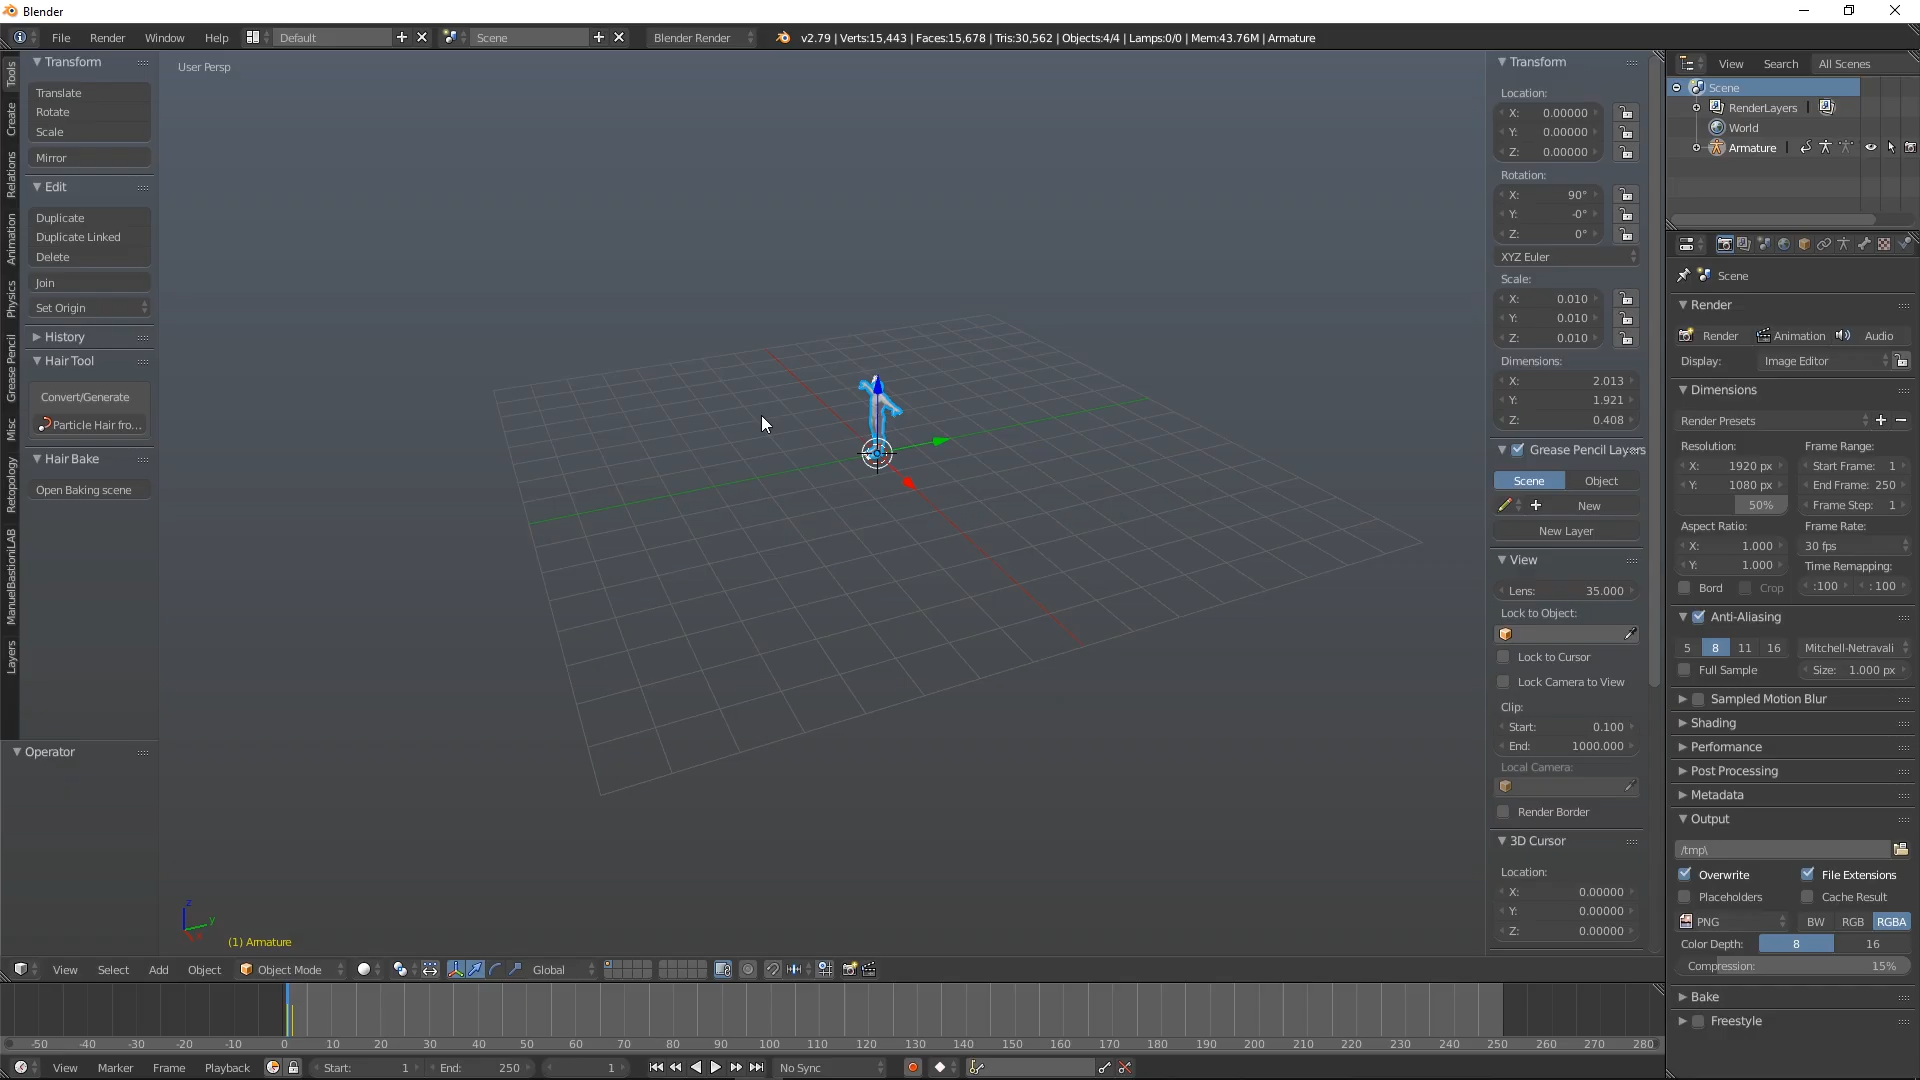 Blender
File Render Window Help Default Scene Blender Render v2.79 | Verts:15,443 | Faces:15,678 | Tris:30,562 | Objects:4/4 | Lamps:0/0 | Mem:43.76M | Armature
Tools
Create
Relations
Animation
Physics
Grease Pencil
Misc
Retopology
ManuelBastioniLAB
Layers
Transform
Translate
Rotate
Scale
Mirror
Edit
Duplicate
Duplicate Linked
Delete
Join
Set Origin
History
Hair Tool
Convert/Generate
Particle Hair fro...
Hair Bake
Open Baking scene
Operator
User Persp
z
y
x
(1) Armature
Transform
Location:
X: 0.00000
Y: 0.00000
Z: 0.00000
Rotation:
X: 90°
Y: -0°
Z: 0°
XYZ Euler
Scale:
X: 0.010
Y: 0.010
Z: 0.010
Dimensions:
X: 2.013
Y: 1.921
Z: 0.408
Grease Pencil Layers
Scene Object
New
New Layer
View
Lens: 35.000
Lock to Object:
Lock to Cursor
Lock Camera to View
Clip:
Start: 0.100
End: 1000.000
Local Camera:
Render Border
3D Cursor
Location:
X: 0.00000
Y: 0.00000
Z: 0.00000
View Search All Scenes
Scene
RenderLayers |
World
Armature |
Scene
Render
Render Animation Audio
Display: Image Editor
Dimensions
Render Presets
Resolution: Frame Range:
X: 1920 px Start Frame: 1
Y: 1080 px End Frame: 250
50% Frame Step: 1
Aspect Ratio: Frame Rate:
X: 1.000 30 fps
Y: 1.000 Time Remapping:
Bord Crop :100 : 100
Anti-Aliasing
5 8 11 16 Mitchell-Netravali
Full Sample Size: 1.000 px
Sampled Motion Blur
Shading
Performance
Post Processing
Metadata
Output
/tmp\
Overwrite File Extensions
Placeholders Cache Result
PNG BW RGB RGBA
Color Depth: 8 16
Compression: 15%
Bake
Freestyle
View Select Add Object Object Mode Global
-50 -40 -30 -20 -10 0 10 20 30 40 50 60 70 80 90 100 110 120 130 140 150 160 170 180 190 200 210 220 230 240 250 260 270 280
View Marker Frame Playback Start: 1 End: 250 1 No Sync